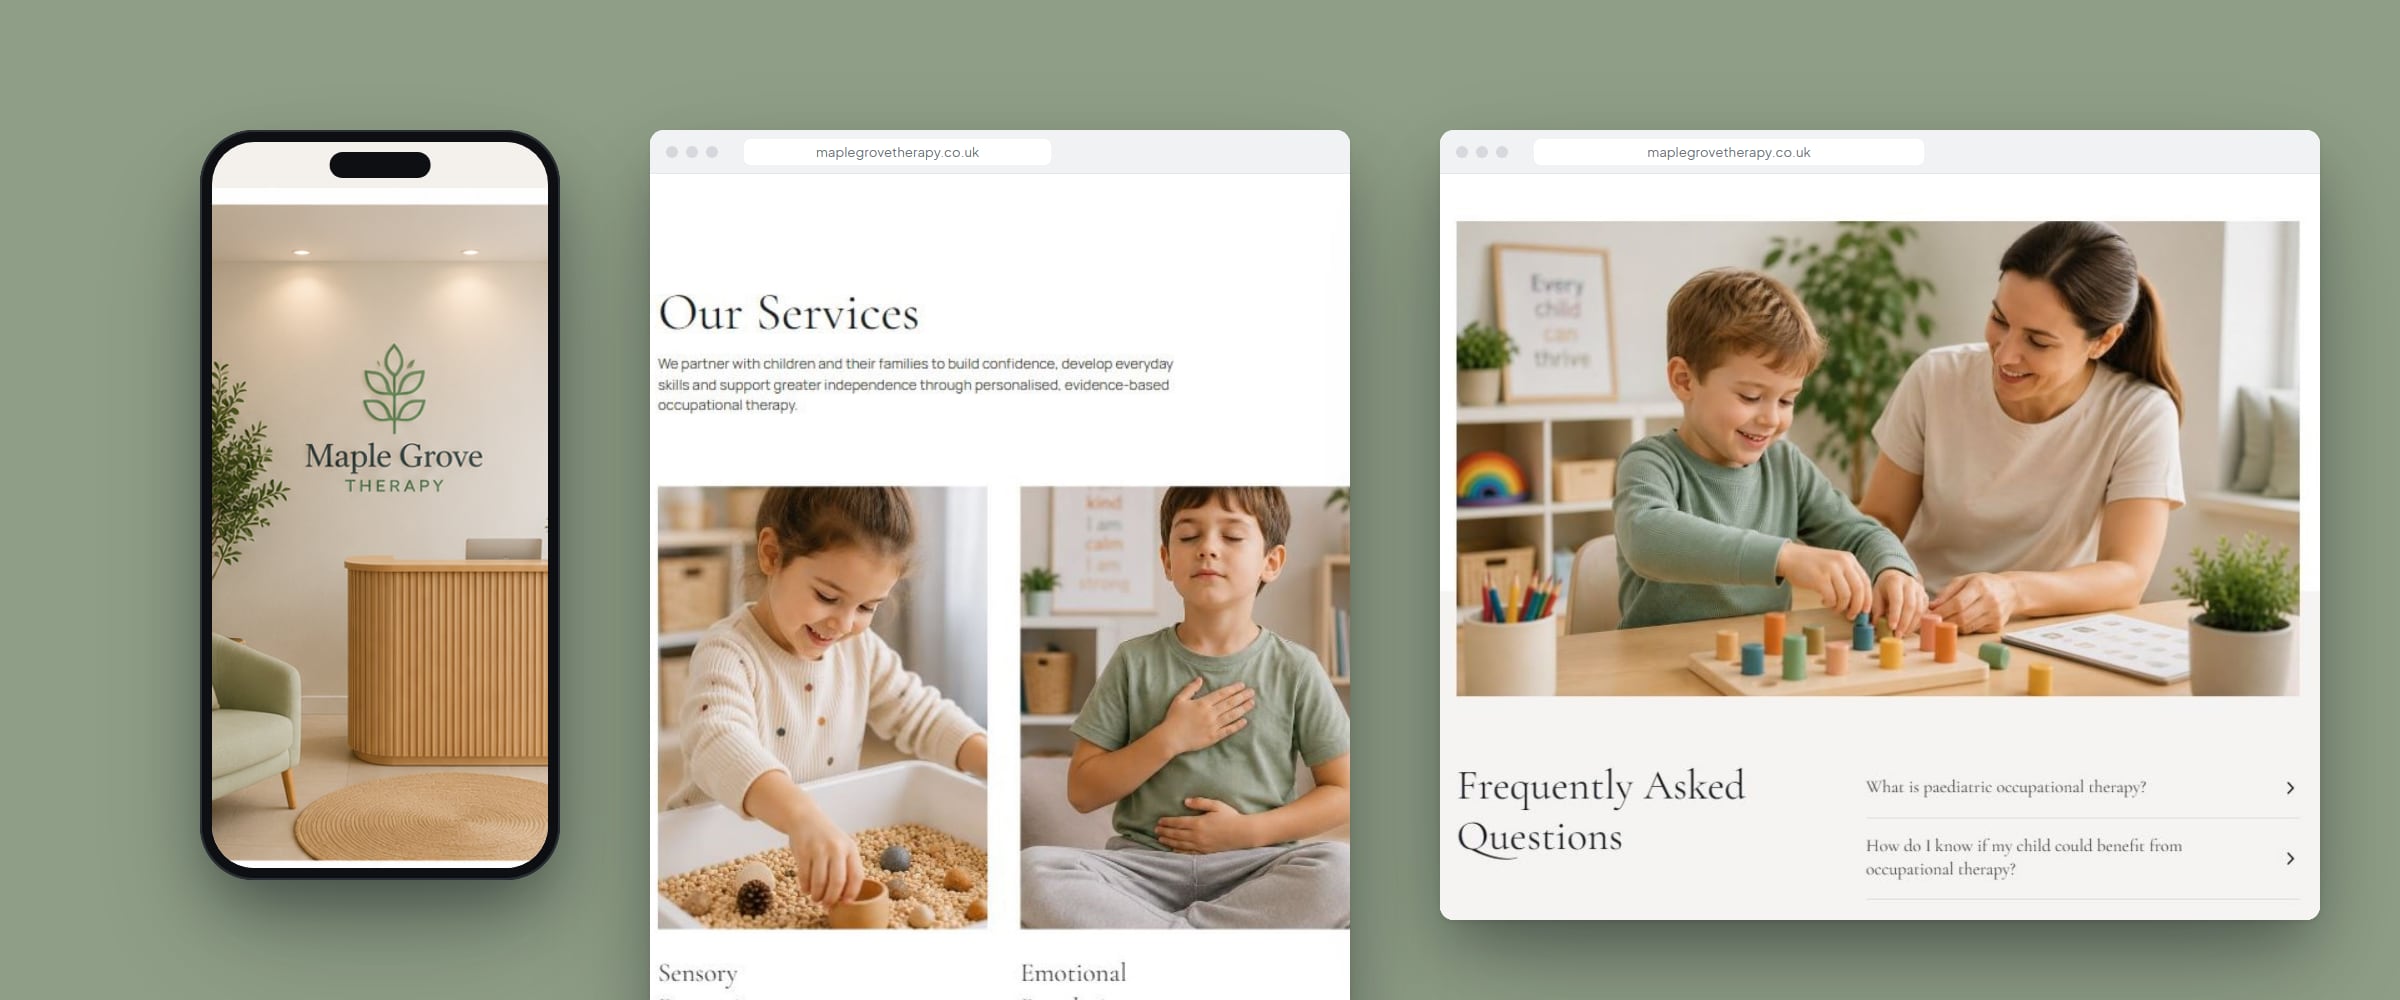 Maple Grove
THERAPY
maplegrovetherapy.co.uk
Our Services
We partner with children and their families to build confidence, develop everyday
skills and support greater independence through personalised, evidence-based
occupational therapy.
kind
I am
calm
I am
strong
Sensory
Emotional
maplegrovetherapy.co.uk
Every
child
can
thrive
Frequently Asked
Questions
What is paediatric occupational therapy?
How do I know if my child could benefit from
occupational therapy?